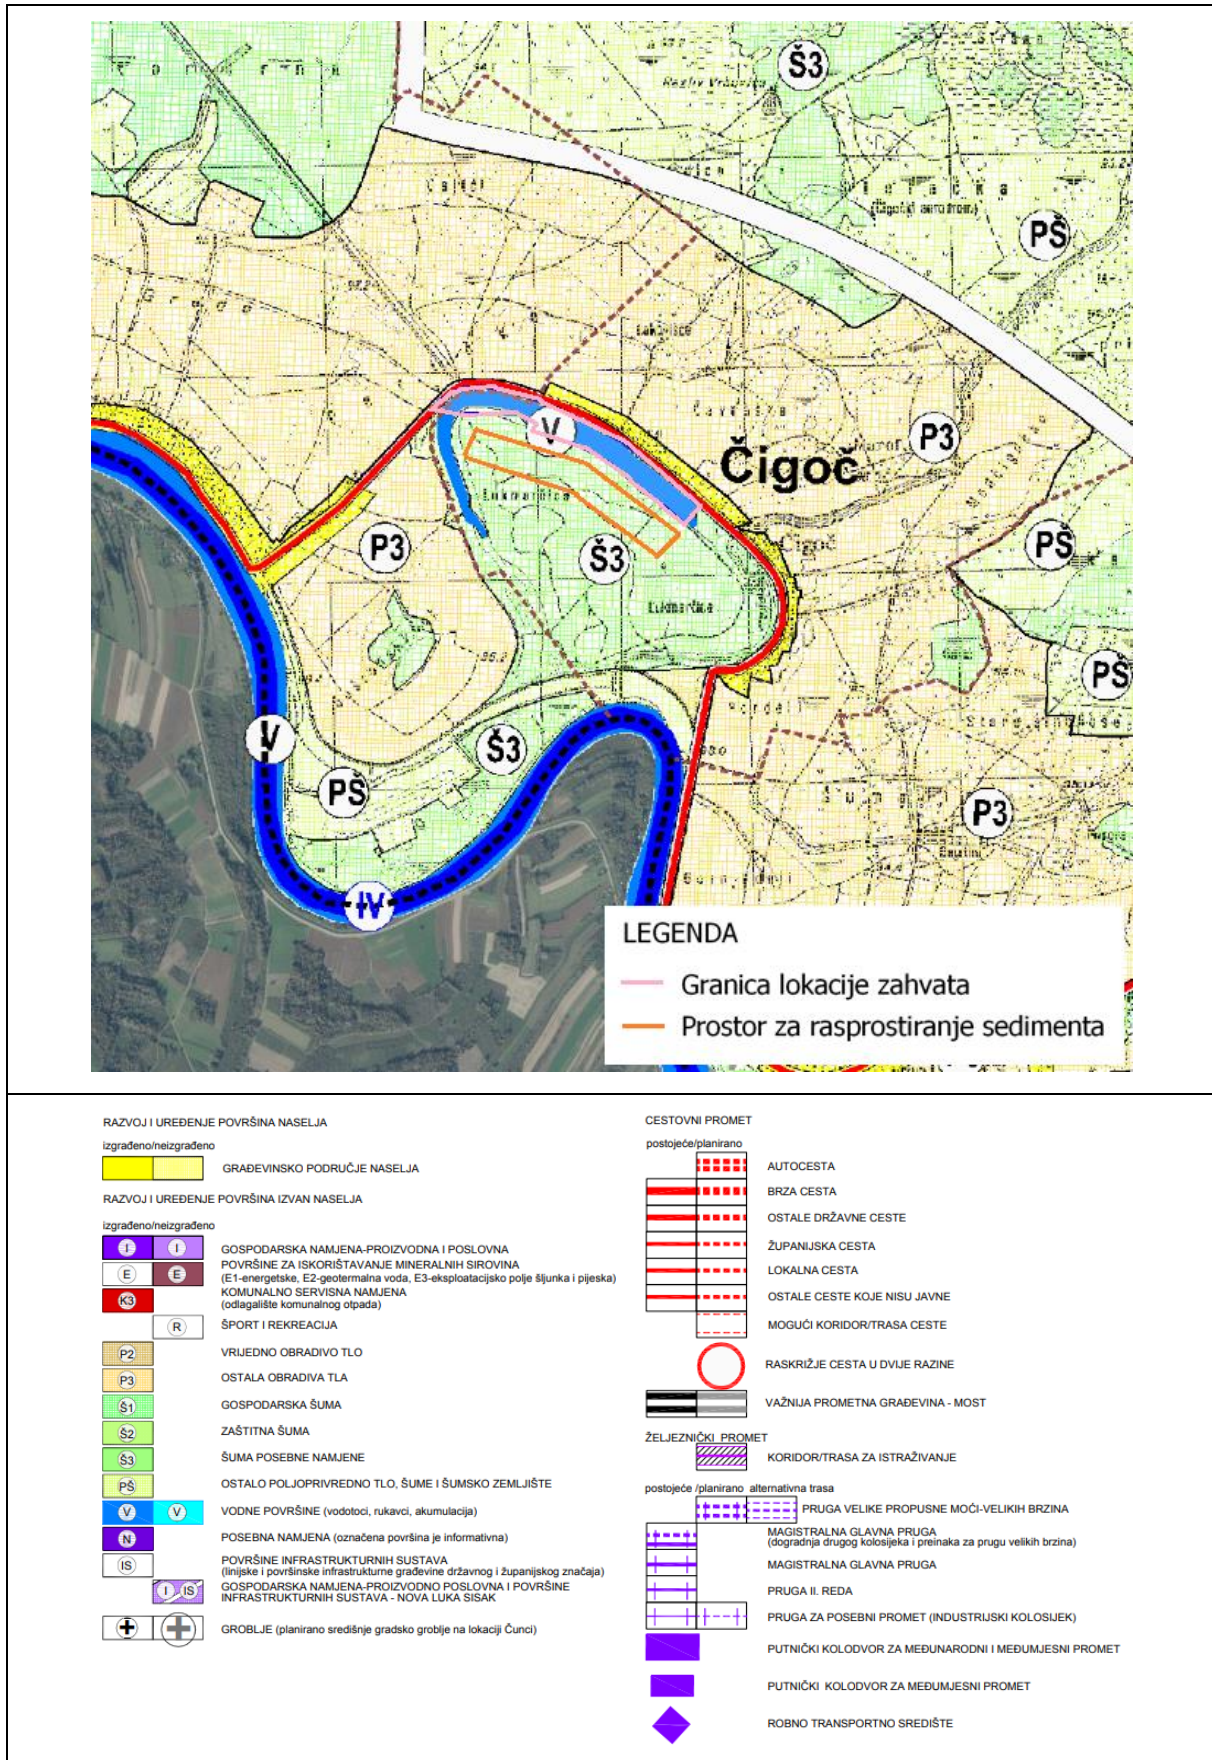 Š3
PŠ
P3
V
Čigoč
P3
PŠ
Š3
PŠ
V
Š3
PŠ
P3
IV
LEGENDA
Granica lokacije zahvata
Prostor za rasprostiranje sedimenta
RAZVOJ I UREĐENJE POVRŠINA NASELJA
izgrađeno/neizgrađeno
GRAĐEVINSKO PODRUČJE NASELJA
RAZVOJ I UREĐENJE POVRŠINA IZVAN NASELJA
izgrađeno/neizgrađeno
I I GOSPODARSKA NAMJENA-PROIZVODNA I POSLOVNA
E E POVRŠINE ZA ISKORIŠTAVANJE MINERALNIH SIROVINA
(E1-energetske, E2-geotermalna voda, E3-eksploatacijsko polje šljunka i pijeska)
K3 KOMUNALNO SERVISNA NAMJENA
(odlagalište komunalnog otpada)
R ŠPORT I REKREACIJA
P2 VRIJEDNO OBRADIVO TLO
P3 OSTALA OBRADIVA TLA
Š1 GOSPODARSKA ŠUMA
Š2 ZAŠTITNA ŠUMA
Š3 ŠUMA POSEBNE NAMJENE
PŠ OSTALO POLJOPRIVREDNO TLO, ŠUME I ŠUMSKO ZEMLJIŠTE
V V VODNE POVRŠINE (vodotoci, rukavci, akumulacija)
N POSEBNA NAMJENA (označena površina je informativna)
IS POVRŠINE INFRASTRUKTURNIH SUSTAVA
(linijske i površinske infrastrukturne građevine državnog i županijskog značaja)
I IS GOSPODARSKA NAMJENA-PROIZVODNO POSLOVNA I POVRŠINE
INFRASTRUKTURNIH SUSTAVA - NOVA LUKA SISAK
GROBLJE (planirano središnje gradsko groblje na lokaciji Čunci)
CESTOVNI PROMET
postojeće/planirano
AUTOCESTA
BRZA CESTA
OSTALE DRŽAVNE CESTE
ŽUPANIJSKA CESTA
LOKALNA CESTA
OSTALE CESTE KOJE NISU JAVNE
MOGUĆI KORIDOR/TRASA CESTE
RASKRIŽJE CESTA U DVIJE RAZINE
VAŽNIJA PROMETNA GRAĐEVINA - MOST
ŽELJEZNIČKI PROMET
KORIDOR/TRASA ZA ISTRAŽIVANJE
postojeće /planirano alternativna trasa
PRUGA VELIKE PROPUSNE MOĆI-VELIKIH BRZINA
MAGISTRALNA GLAVNA PRUGA
(dogradnja drugog kolosijeka i preinaka za prugu velikih brzina)
MAGISTRALNA GLAVNA PRUGA
PRUGA II. REDA
PRUGA ZA POSEBNI PROMET (INDUSTRIJSKI KOLOSIJEK)
PUTNIČKI KOLODVOR ZA MEĐUNARODNI I MEĐUMJESNI PROMET
PUTNIČKI KOLODVOR ZA MEĐUMJESNI PROMET
ROBNO TRANSPORTNO SREDIŠTE